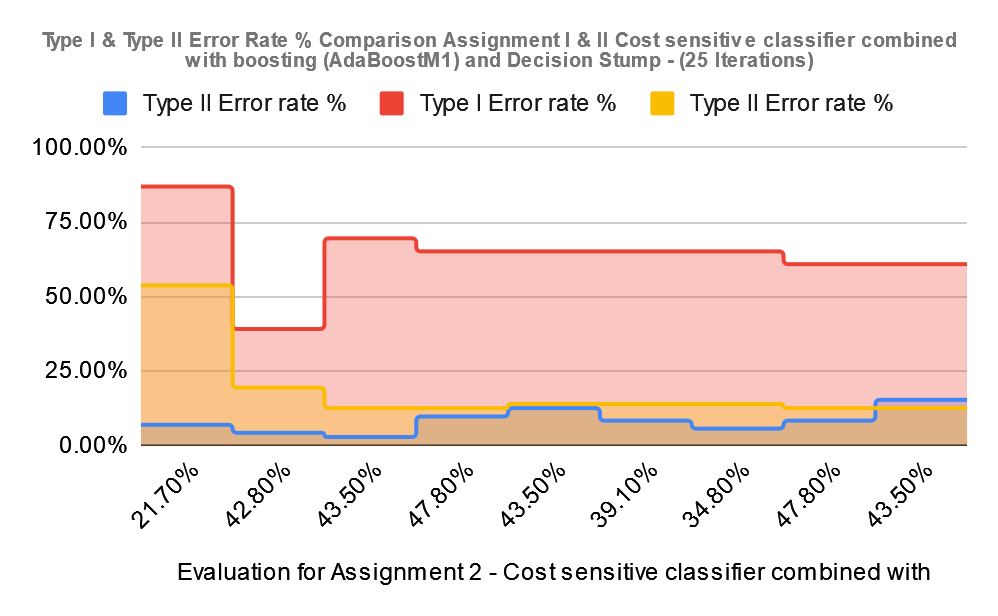 Type I & Type II Error Rate % Comparison Assignment I & II Cost sensitive classifier combined
with boosting (AdaBoostM1) and Decision Stump - (25 Iterations)
Type II Error rate % Type I Error rate % Type II Error rate %
100.00%
75.00%
50.00%
25.00%
0.00%
21.70% 42.80% 43.50% 47.80% 43.50% 39.10% 34.80% 47.80% 43.50%
Evaluation for Assignment 2 - Cost sensitive classifier combined with